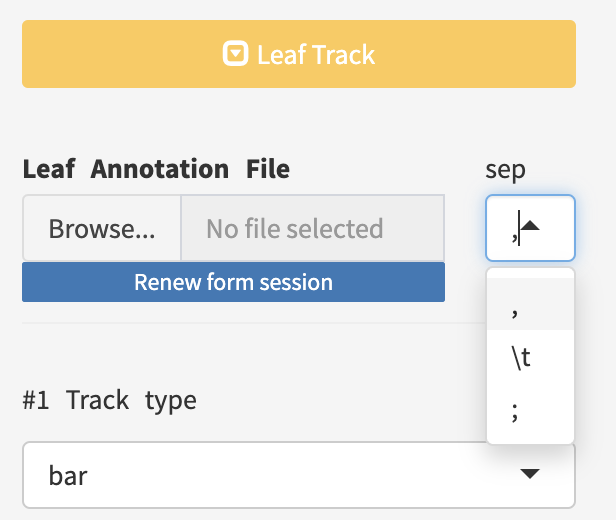 Leaf Track
Leaf Annotation File
sep
Browse...
No file selected
,
Renew form session
,
\t
;
#1 Track type
bar